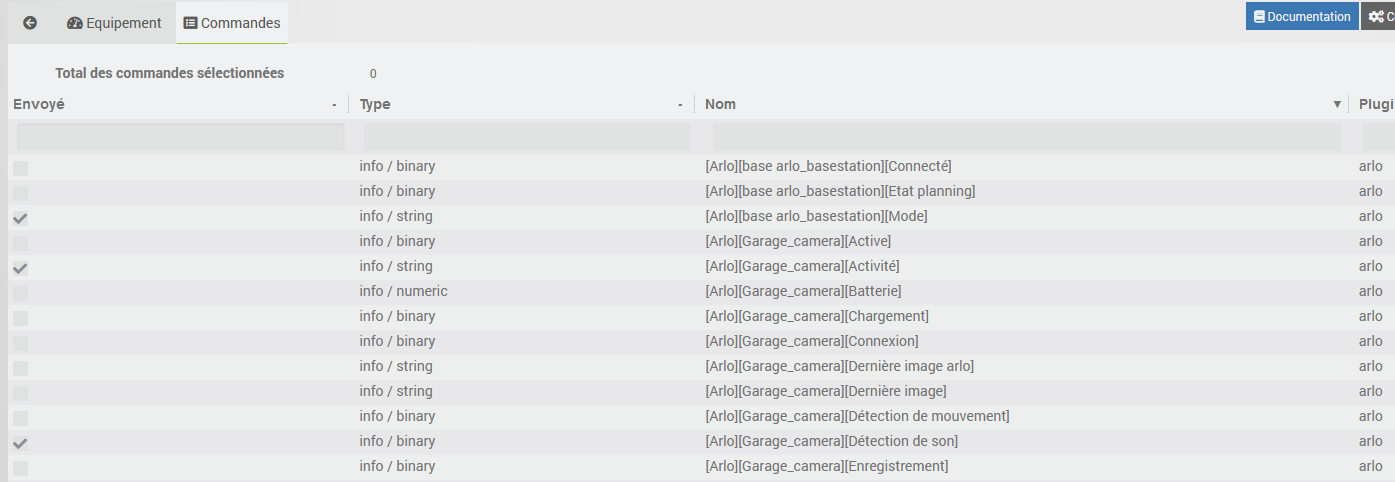 Equipement Commandes Documentation C
Total des commandes sélectionnées 0
Envoyé - Type - Nom ▼ Plugi
info / binary [Arlo][base arlo_basestation][Connecté] arlo
info / binary [Arlo][base arlo_basestation][Etat planning] arlo
info / string [Arlo][base arlo_basestation][Mode] arlo
info / binary [Arlo][Garage_camera][Active] arlo
info / string [Arlo][Garage_camera][Activité] arlo
info / numeric [Arlo][Garage_camera][Batterie] arlo
info / binary [Arlo][Garage_camera][Chargement] arlo
info / binary [Arlo][Garage_camera][Connexion] arlo
info / string [Arlo][Garage_camera][Dernière image arlo] arlo
info / string [Arlo][Garage_camera][Dernière image] arlo
info / binary [Arlo][Garage_camera][Détection de mouvement] arlo
info / binary [Arlo][Garage_camera][Détection de son] arlo
info / binary [Arlo][Garage_camera][Enregistrement] arlo